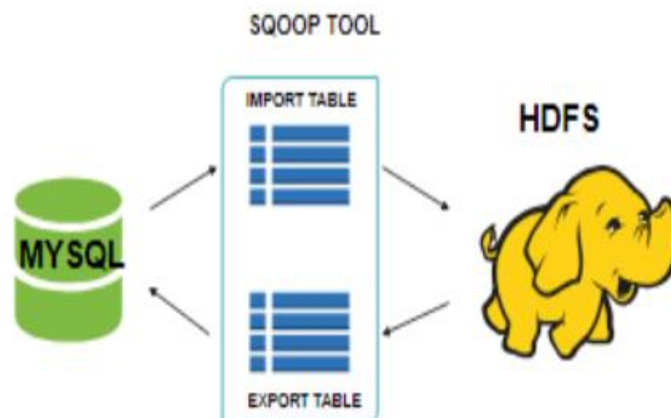 SQOOP TOOL
IMPORT TABLE
HDFS
MYSQL
EXPORT TABLE